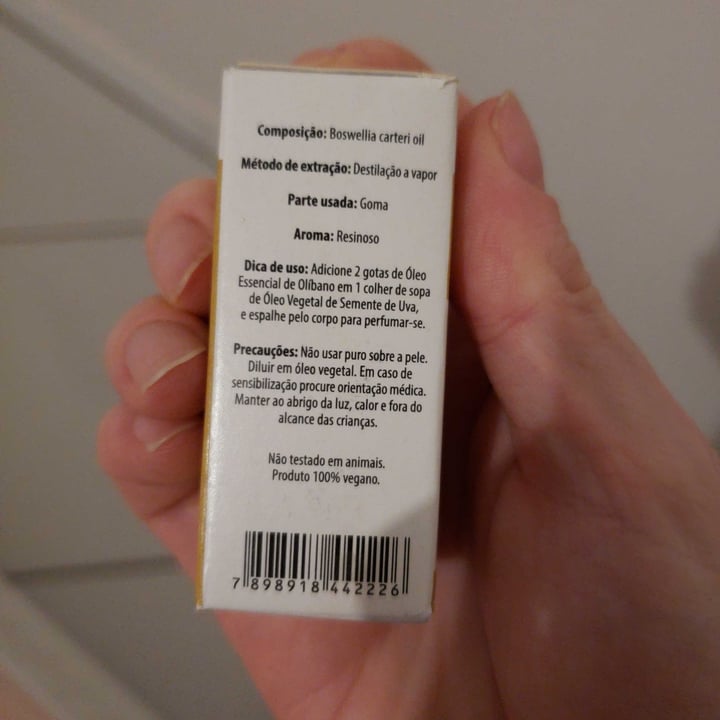 Composição: Boswellia carteri oil
Método de extração: Destilação a vapor
Parte usada: Goma
Aroma: Resinoso
Dica de uso: Adicione 2 gotas de Óleo
Essencial de Olíbano em 1 colher de sopa
de Óleo Vegetal de Semente de Uva,
e espalhe pelo corpo para perfumar-se.
Precauções: Não usar puro sobre a pele.
Diluir em óleo vegetal. Em caso de
sensibilização procure orientação médica.
Manter ao abrigo da luz, calor e fora do
alcance das crianças.
Não testado em animais.
Produto 100% vegano.
7 898918 442226